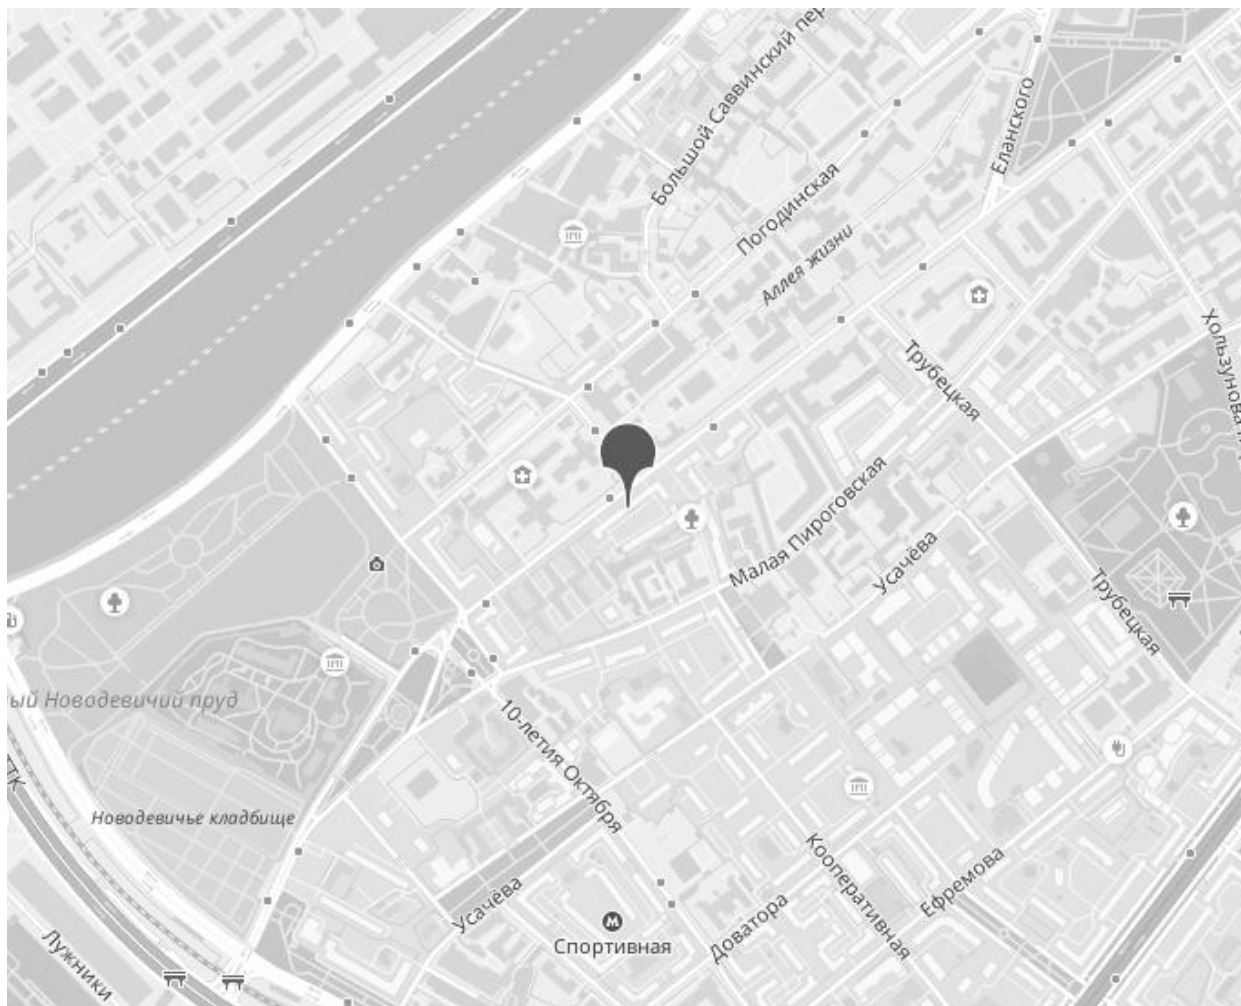 Большой Саввинский пер
Еланского
Погодинская
Аллея жизни
Хользунова п
Трубецкая
Малая Пироговская
Усачёва
Трубецкая
ый Новодевичий пруд
10-летия Октября
ТТК
Новодевичье кладбище
Кооперативная
Ефремова
Усачёва
Доватора
М
Спортивная
Лужники